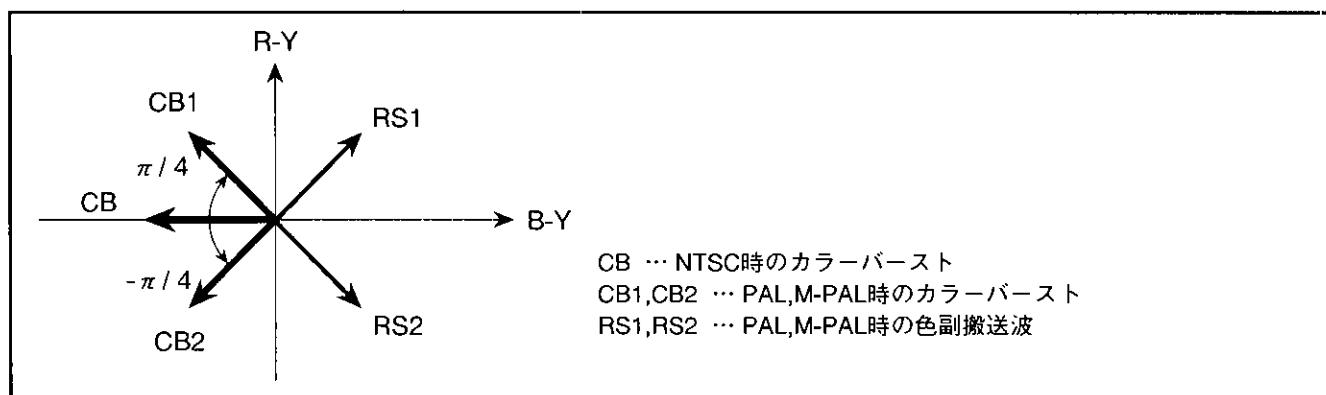 R-Y
CB1
RS1
π / 4
CB
B-Y
-π / 4
CB2
RS2
CB … NTSC時のカラーバースト
CB1,CB2 … PAL,M-PAL時のカラーバースト
RS1,RS2 … PAL,M-PAL時の色副搬送波